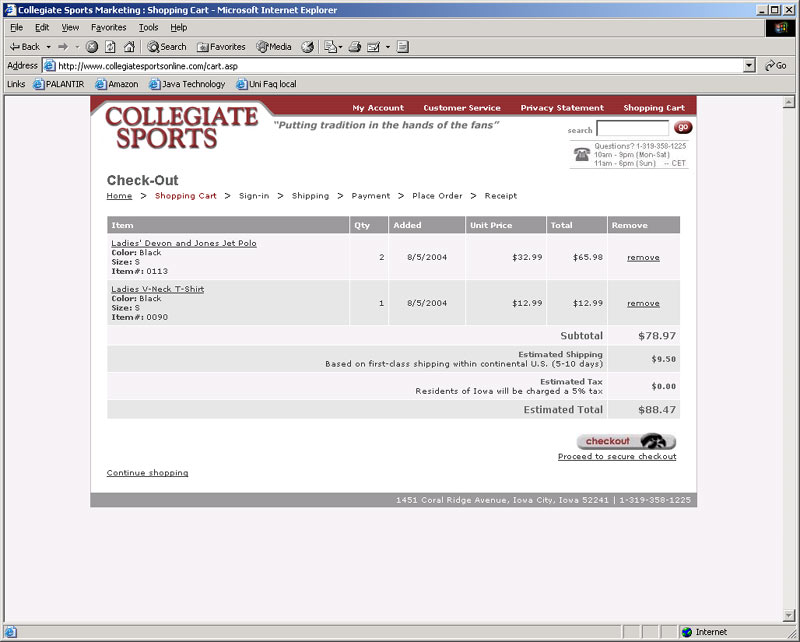 Collegiate Sports Marketing : Shopping Cart - Microsoft Internet Explorer
File Edit View Favorites Tools Help
Back Search Favorites Media
Address http://www.collegiatesportsonline.com/cart.asp Go
Links PALANTIR Amazon Java Technology Uni Faq local
My Account Customer Service Privacy Statement Shopping Cart
COLLEGIATE
SPORTS
"Putting tradition in the hands of the fans"
search go
Questions? 1-319-358-1225
10am - 9pm (Mon-Sat)
11am - 6pm (Sun) -- CET
Check-Out
Home > Shopping Cart > Sign-in > Shipping > Payment > Place Order > Receipt
Item Qty Added Unit Price Total Remove
Ladies' Devon and Jones Jet Polo
Color: Black
Size: S
Item#: 0113
2 8/5/2004 $32.99 $65.98 remove
Ladies V-Neck T-Shirt
Color: Black
Size: S
Item#: 0090
1 8/5/2004 $12.99 $12.99 remove
Subtotal $78.97
Estimated Shipping
Based on first-class shipping within continental U.S. (5-10 days) $9.50
Estimated Tax
Residents of Iowa will be charged a 5% tax $0.00
Estimated Total $88.47
checkout
Proceed to secure checkout
Continue shopping
1451 Coral Ridge Avenue, Iowa City, Iowa 52241 | 1-319-358-1225
Internet